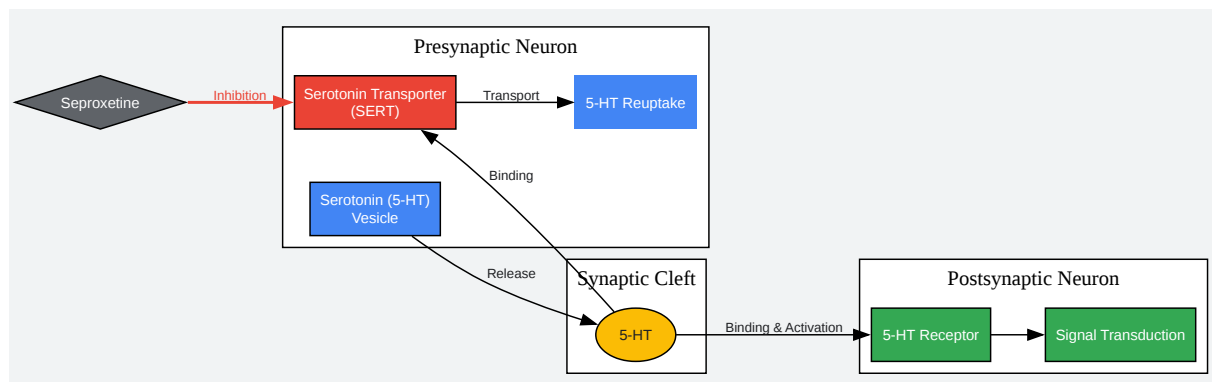 Presynaptic Neuron
Seproxetine
Inhibition
Serotonin Transporter
(SERT)
Transport
5-HT Reuptake
Binding
Serotonin (5-HT)
Vesicle
Release
Synaptic Cleft
5-HT
Binding & Activation
Postsynaptic Neuron
5-HT Receptor
Signal Transduction